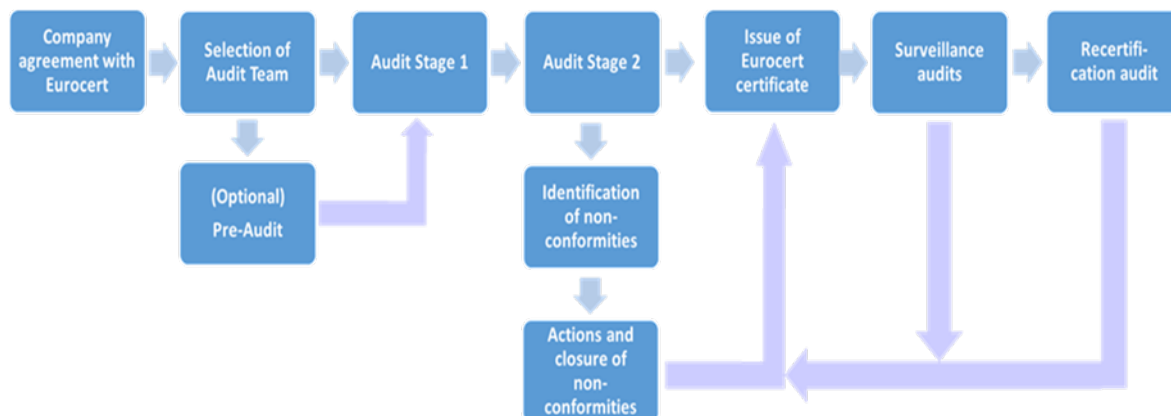 Company
agreement with
Eurocert
Selection of
Audit Team
Audit Stage 1
Audit Stage 2
Issue of
Eurocert
certificate
Surveillance
audits
Recertifi-
cation audit
(Optional)
Pre-Audit
Identification
of non-
conformities
Actions and
closure of
non-
conformities